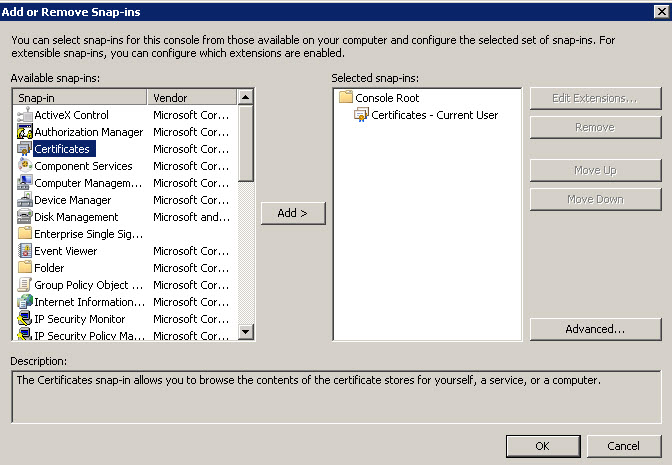 Add or Remove Snap-ins
You can select snap-ins for this console from those available on your computer and configure the selected set of snap-ins. For
extensible snap-ins, you can configure which extensions are enabled.
Available snap-ins:
Snap-in Vendor
ActiveX Control Microsoft Cor...
Authorization Manager Microsoft Cor...
Certificates Microsoft Cor...
Component Services Microsoft Cor...
Computer Managem... Microsoft Cor...
Device Manager Microsoft Cor...
Disk Management Microsoft and...
Enterprise Single Sig...
Event Viewer Microsoft Cor...
Folder Microsoft Cor...
Group Policy Object ... Microsoft Cor...
Internet Information... Microsoft Cor...
IP Security Monitor Microsoft Cor...
IP Security Policy Ma... Microsoft Cor...
Add >
Selected snap-ins:
Console Root
Certificates - Current User
Edit Extensions...
Remove
Move Up
Move Down
Advanced...
Description:
The Certificates snap-in allows you to browse the contents of the certificate stores for yourself, a service, or a computer.
OK
Cancel